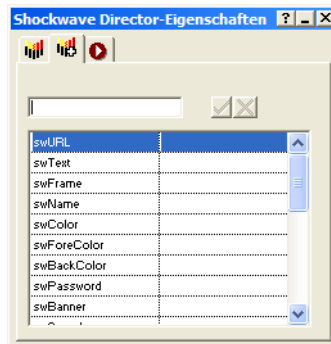 Shockwave Director-Eigenschaften
swURL
swText
swFrame
swName
swColor
swForeColor
swBackColor
swPassword
swBanner